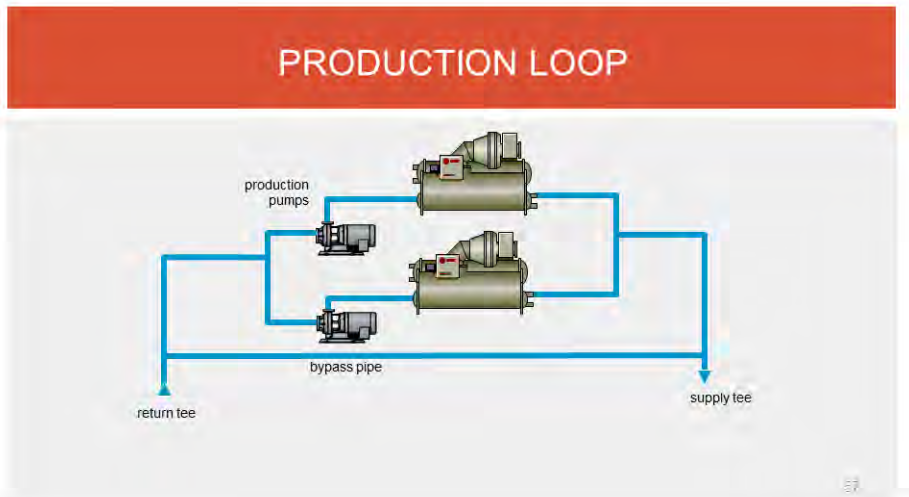 PRODUCTION LOOP
production
pumps
bypass pipe
return tee
supply tee